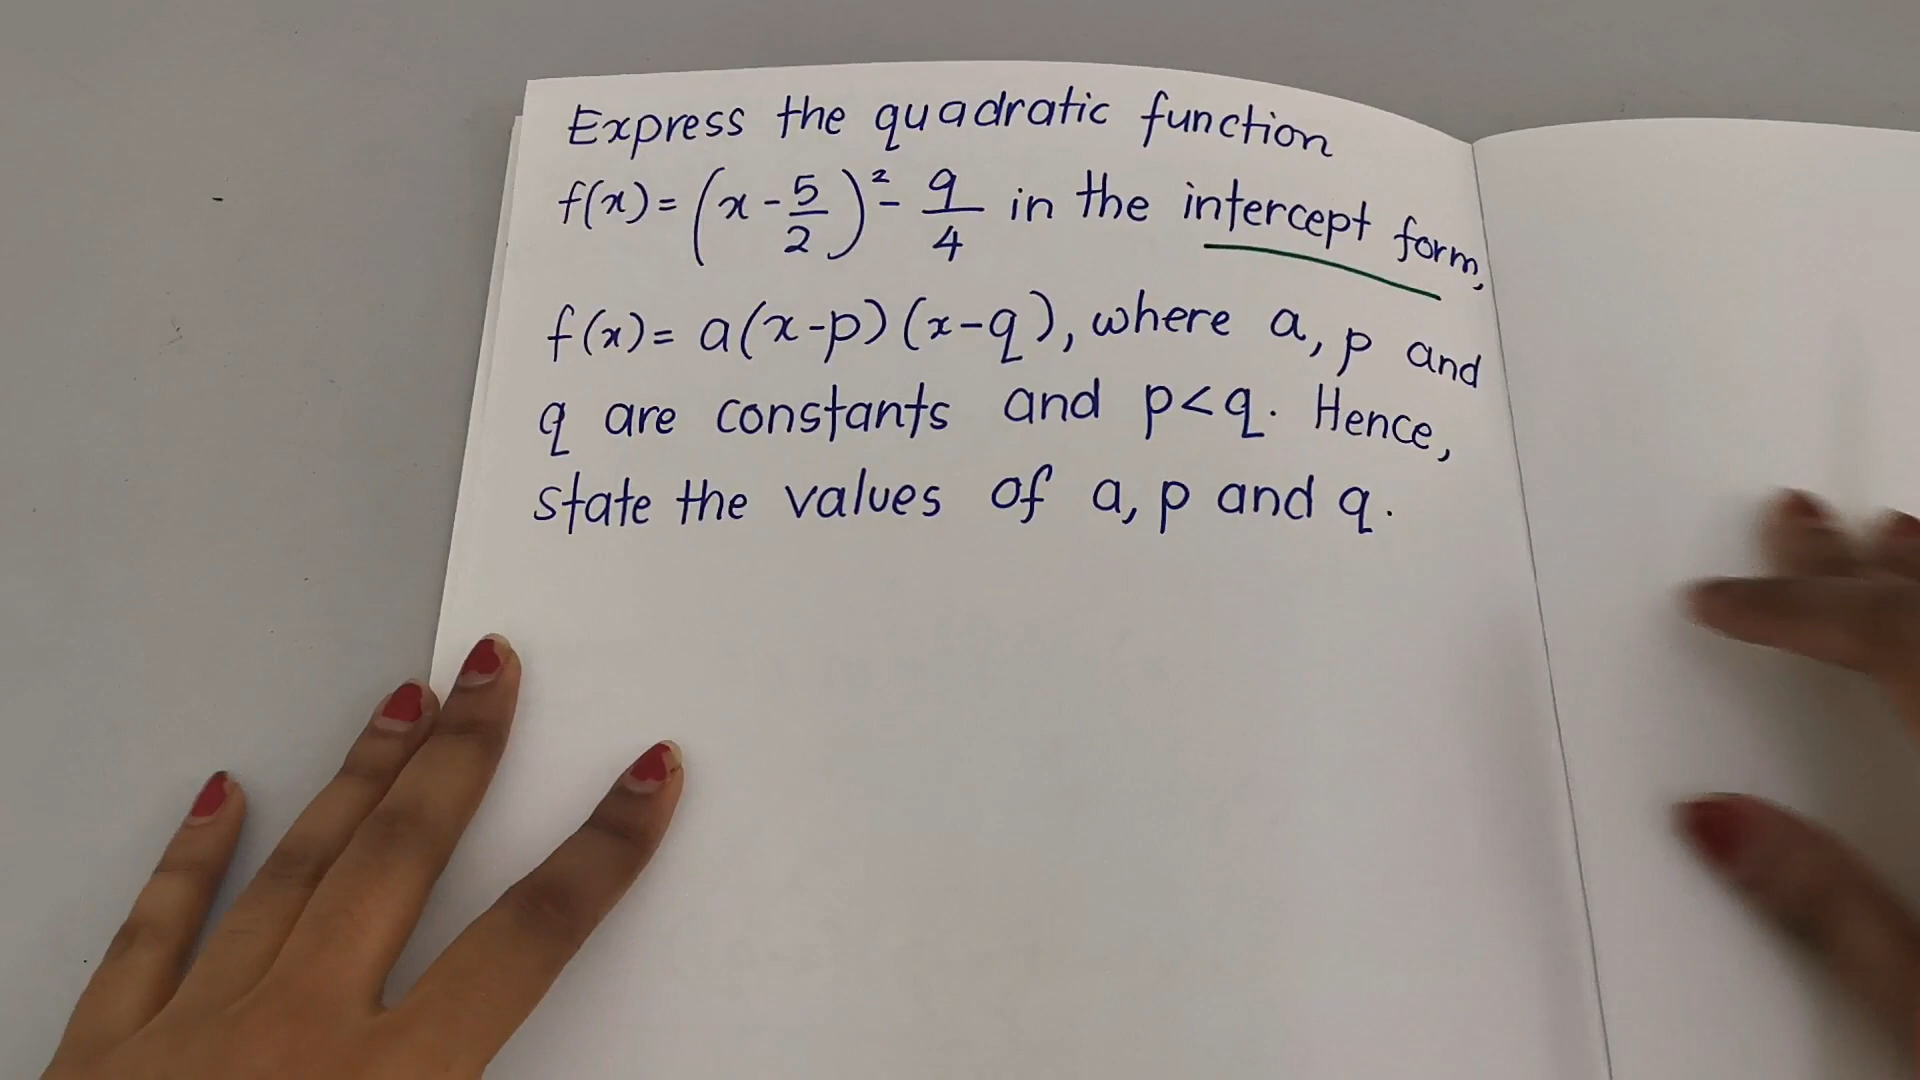 Express the quadratic function
f(x) = (x - 5/2)² - 9/4 in the intercept form,
f(x) = a(x-p)(x-q), where a, p and
q are constants and p<q. Hence,
state the values of a, p and q.